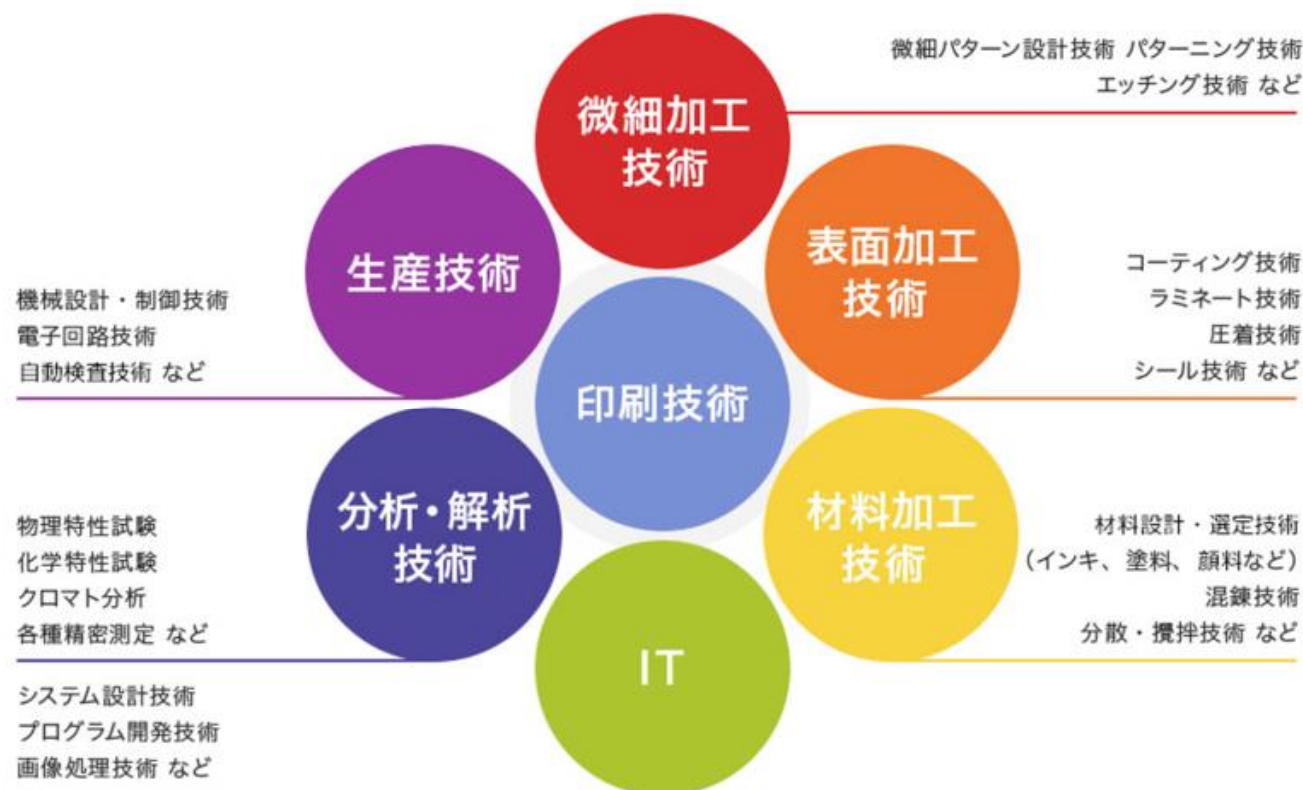 微細パターン設計技術 パターニング技術
エッチング技術 など
微細加工
技術
生産技術
表面加工
技術
機械設計・制御技術
電子回路技術
自動検査技術 など
コーティング技術
ラミネート技術
圧着技術
シール技術 など
印刷技術
分析・解析
技術
材料加工
技術
物理特性試験
化学特性試験
クロマト分析
各種精密測定 など
材料設計・選定技術
（インキ、塗料、顔料など）
混錬技術
分散・攪拌技術 など
IT
システム設計技術
プログラム開発技術
画像処理技術 など